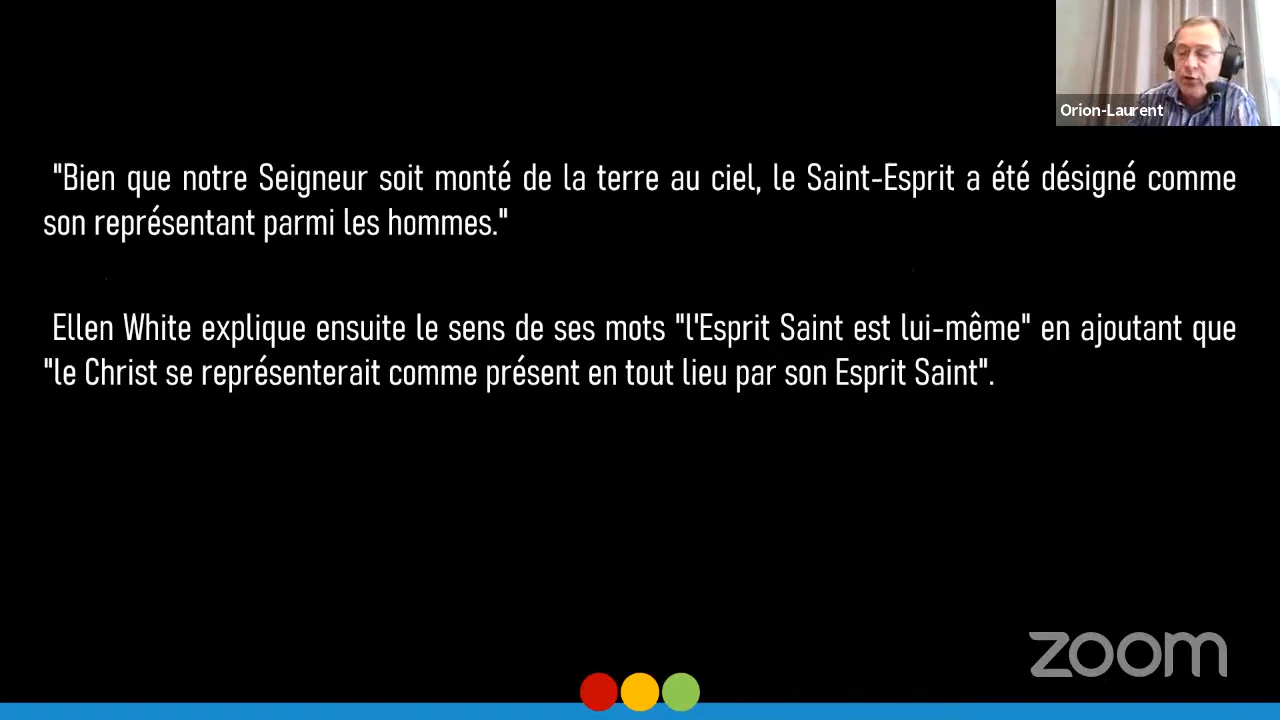 Orion-Laurent
"Bien que notre Seigneur soit monté de la terre au ciel, le Saint-Esprit a été désigné comme
son représentant parmi les hommes."
Ellen White explique ensuite le sens de ses mots "l'Esprit Saint est lui-même" en ajoutant que
"le Christ se représenterait comme présent en tout lieu par son Esprit Saint".
zoom